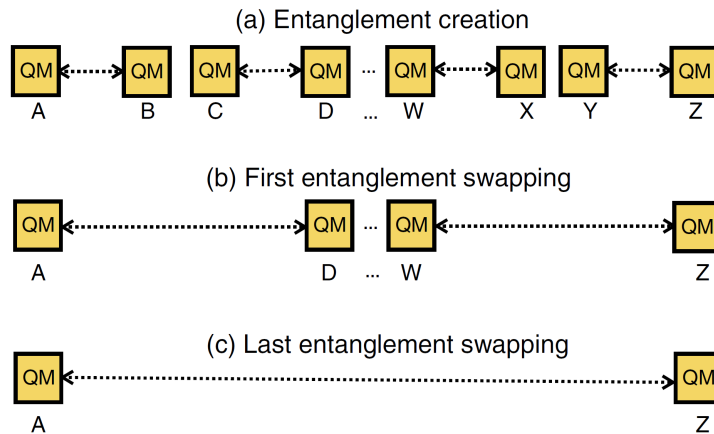 (a) Entanglement creation
QM QM QM QM ... QM QM QM QM
A B C D ... W X Y Z
(b) First entanglement swapping
QM QM ... QM QM
A D ... W Z
(c) Last entanglement swapping
QM QM
A Z